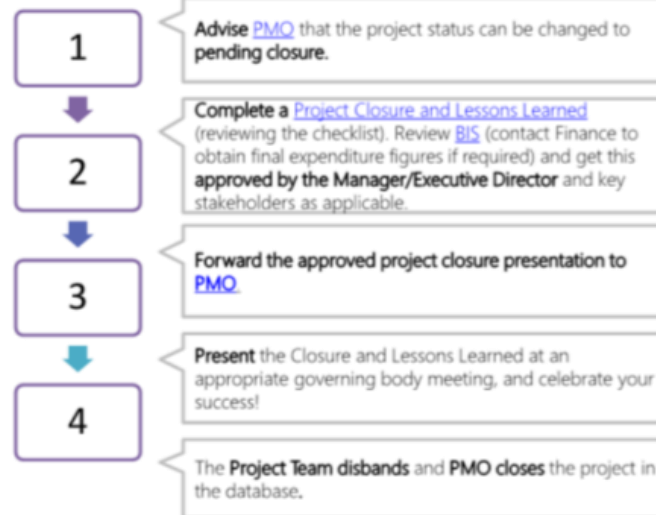 1
Advise PMO that the project status can be changed to
pending closure.
2
Complete a Project Closure and Lessons Learned
(reviewing the checklist). Review BIS (contact Finance to
obtain final expenditure figures if required) and get this
approved by the Manager/Executive Director and key
stakeholders as applicable.
3
Forward the approved project closure presentation to
PMO.
4
Present the Closure and Lessons Learned at an
appropriate governing body meeting, and celebrate your
success!
The Project Team disbands and PMO closes the project in
the database.